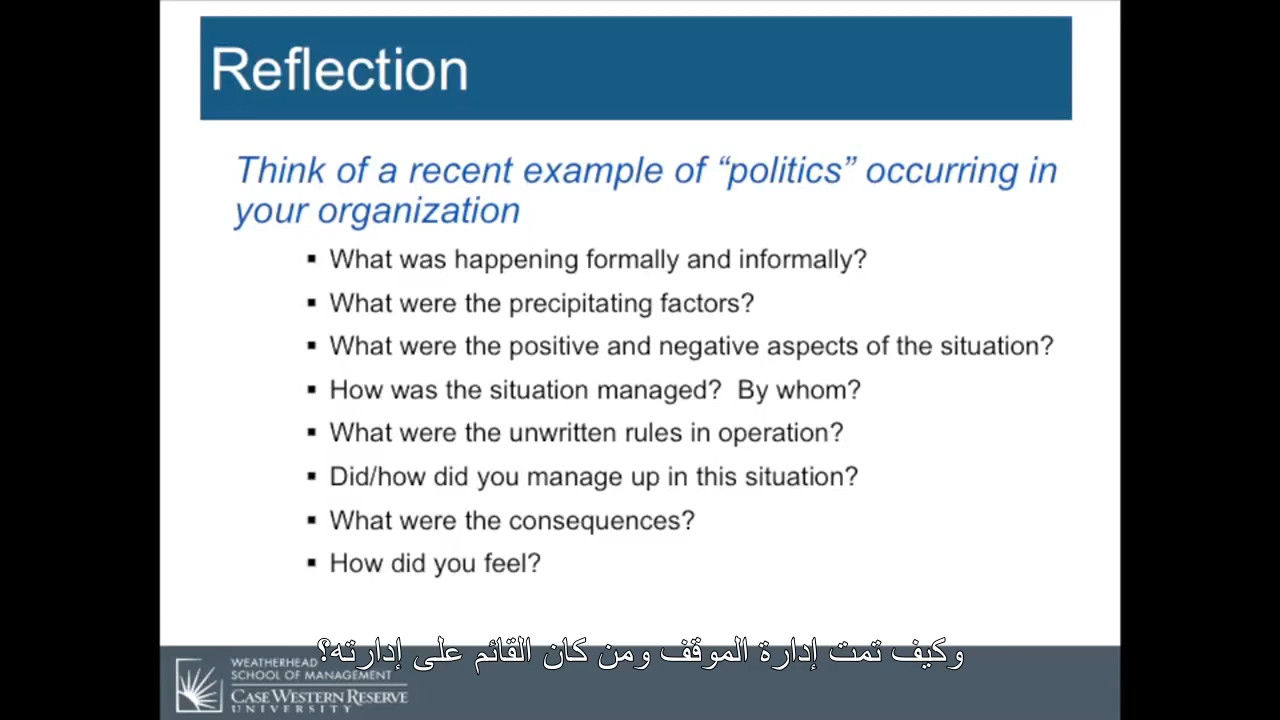 Reflection
Think of a recent example of “politics” occurring in
your organization
▪ What was happening formally and informally?
▪ What were the precipitating factors?
▪ What were the positive and negative aspects of the situation?
▪ How was the situation managed?  By whom?
▪ What were the unwritten rules in operation?
▪ Did/how did you manage up in this situation?
▪ What were the consequences?
▪ How did you feel?
وكيف تمت إدارة الموقف ومن كان القائم على إدارته؟
WEATHERHEAD
SCHOOL OF MANAGEMENT
CASE WESTERN RESERVE
UNIVERSITY